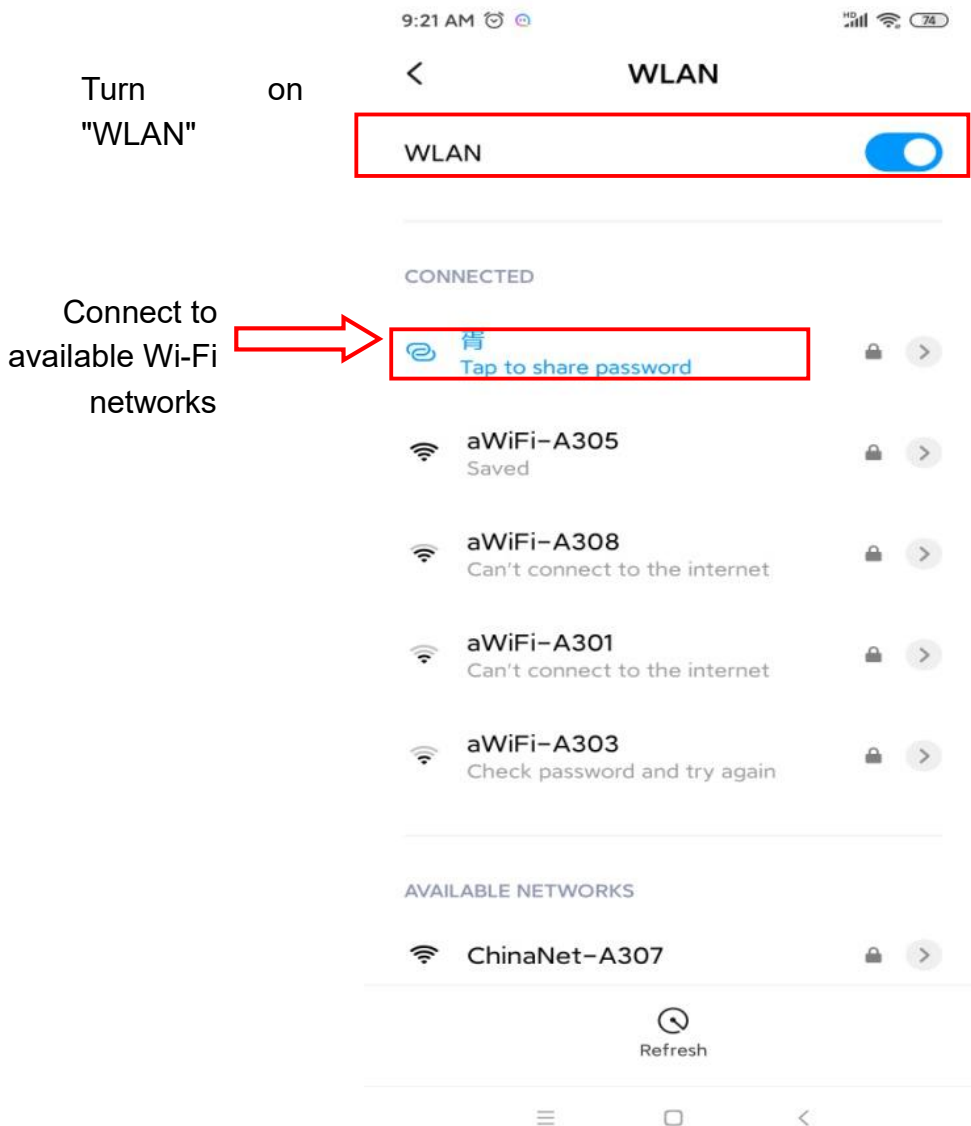 9:21 AM
HD
74
WLAN
Turn on
"WLAN"
WLAN
CONNECTED
Connect to
available Wi-Fi
networks
肯
Tap to share password
aWiFi-A305
Saved
aWiFi-A308
Can't connect to the internet
aWiFi-A301
Can't connect to the internet
aWiFi-A303
Check password and try again
AVAILABLE NETWORKS
ChinaNet-A307
Refresh